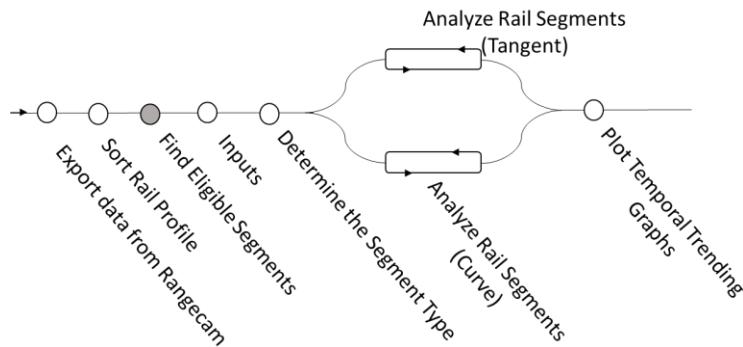 Analyze Rail Segments
(Tangent)
Export data from Rangecam
Sort Rail Profile
Find Eligible Segments
Inputs
Determine the Segment Type
Analyze Rail Segments
(Curve)
Plot Temporal Trending
Graphs